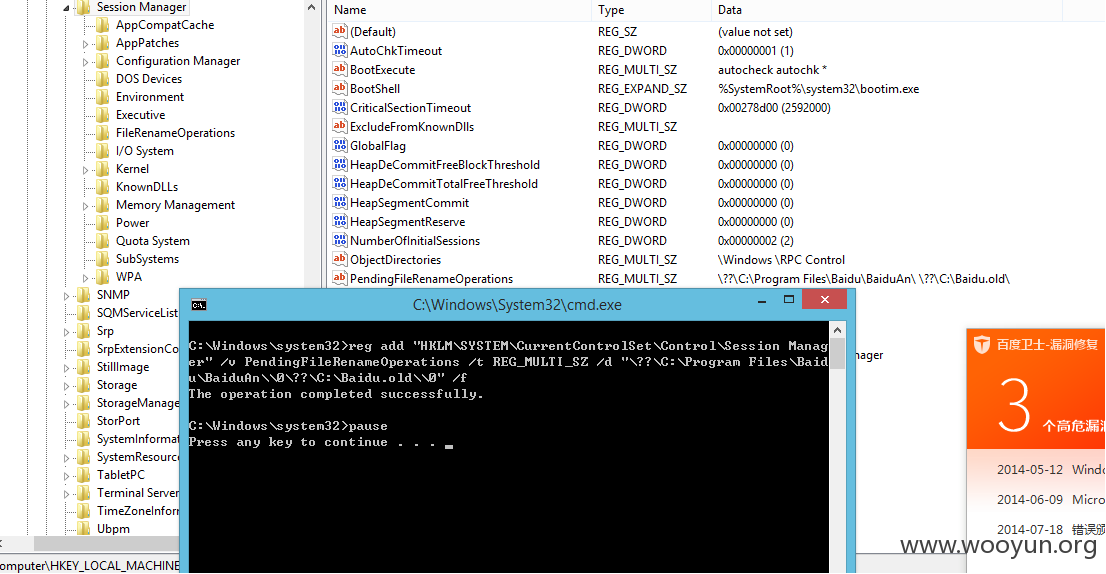 Session Manager
AppCompatCache
AppPatches
Configuration Manager
DOS Devices
Environment
Executive
FileRenameOperations
I/O System
Kernel
KnownDLLs
Memory Management
Power
Quota System
SubSystems
WPA
SNMP
SQMServiceList
Srp
SrpExtensionCo
StillImage
Storage
StorageManage
StorPort
SystemInformat
SystemResourc
TabletPC
Terminal Server
TimeZoneInforn
Ubpm
omputer\HKEY_LOCAL_MACHINE
Name Type Data
(Default) REG_SZ (value not set)
AutoChkTimeout REG_DWORD 0x00000001 (1)
BootExecute REG_MULTI_SZ autocheck autochk *
BootShell REG_EXPAND_SZ %SystemRoot%\system32\bootim.exe
CriticalSectionTimeout REG_DWORD 0x00278d00 (2592000)
ExcludeFromKnownDlls REG_MULTI_SZ
GlobalFlag REG_DWORD 0x00000000 (0)
HeapDeCommitFreeBlockThreshold REG_DWORD 0x00000000 (0)
HeapDeCommitTotalFreeThreshold REG_DWORD 0x00000000 (0)
HeapSegmentCommit REG_DWORD 0x00000000 (0)
HeapSegmentReserve REG_DWORD 0x00000000 (0)
NumberOfInitialSessions REG_DWORD 0x00000002 (2)
ObjectDirectories REG_MULTI_SZ \Windows \RPC Control
PendingFileRenameOperations REG_MULTI_SZ \??\C:\Program Files\Baidu\BaiduAn\ \??\C:\Baidu.old\
nager
C:\Windows\System32\cmd.exe
C:\Windows\system32>reg add "HKLM\SYSTEM\CurrentControlSet\Control\Session Manag
er" /v PendingFileRenameOperations /t REG_MULTI_SZ /d "\??\C:\Program Files\Baid
u\BaiduAn\\0\??\C:\Baidu.old\\0" /f
The operation completed successfully.
C:\Windows\system32>pause
Press any key to continue . . .
百度卫士-漏洞修复
3 个高危漏洞
2014-05-12 Windo
2014-06-09 Micro
2014-07-18 错误颁
www.wooyun.org